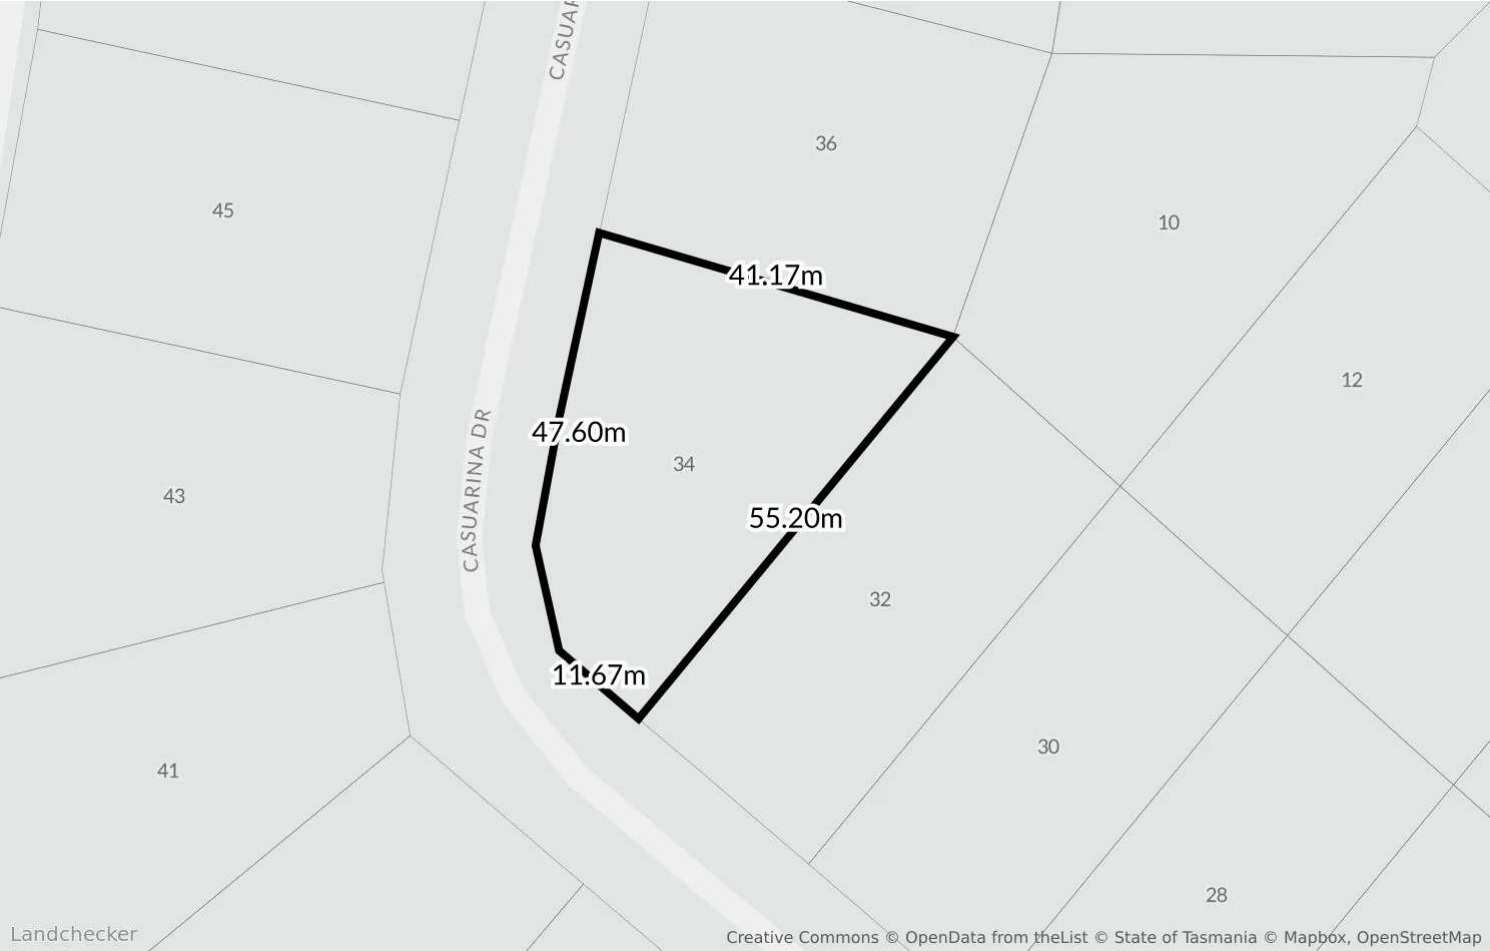 CASUAR
36
45
10
41.17m
12
47.60m
34
CASUARINA DR
43
55.20m
32
11.67m
30
41
28
Landchecker
Creative Commons © OpenData from theList © State of Tasmania © Mapbox, OpenStreetMap